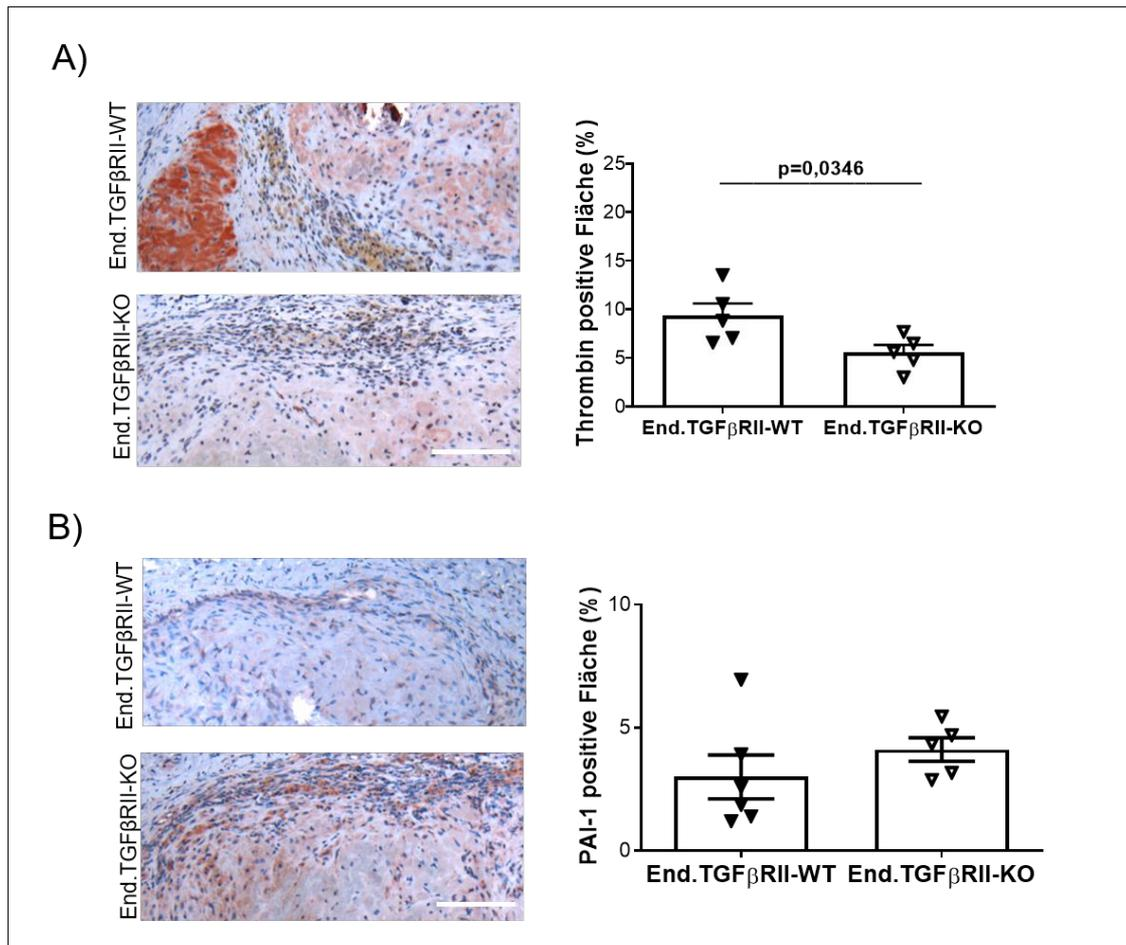 A)
End.TGFβRII-WT
End.TGFβRII-KO
Thrombin positive Fläche (%)
25
20
15
10
5
0
p=0,0346
End.TGFβRII-WT End.TGFβRII-KO
B)
End.TGFβRII-WT
End.TGFβRII-KO
PAI-1 positive Fläche (%)
10
5
0
End.TGFβRII-WT End.TGFβRII-KO